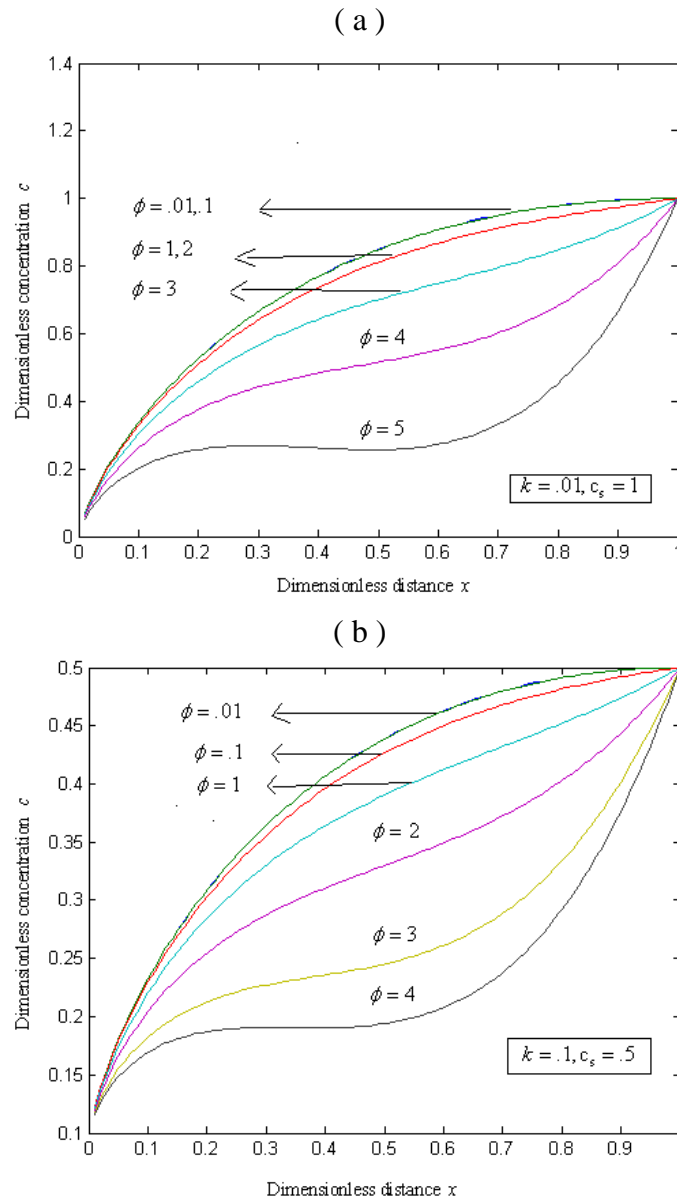 ( a )
1.4
1.2
1
0.8
0.6
0.4
0.2
0
Dimensionless concentration c
ϕ = .01,.1
ϕ = 1, 2
ϕ = 3
ϕ = 4
ϕ = 5
k = .01, cₛ = 1
0.1 0.2 0.3 0.4 0.5 0.6 0.7 0.8 0.9 1
Dimensionless distance x
( b )
0.5
0.45
0.4
0.35
0.3
0.25
0.2
0.15
0.1
Dimensionless concentration c
ϕ = .01
ϕ = .1
ϕ = 1
ϕ = 2
ϕ = 3
ϕ = 4
k = .1, cₛ = .5
0 0.1 0.2 0.3 0.4 0.5 0.6 0.7 0.8 0.9
Dimensionless distance x